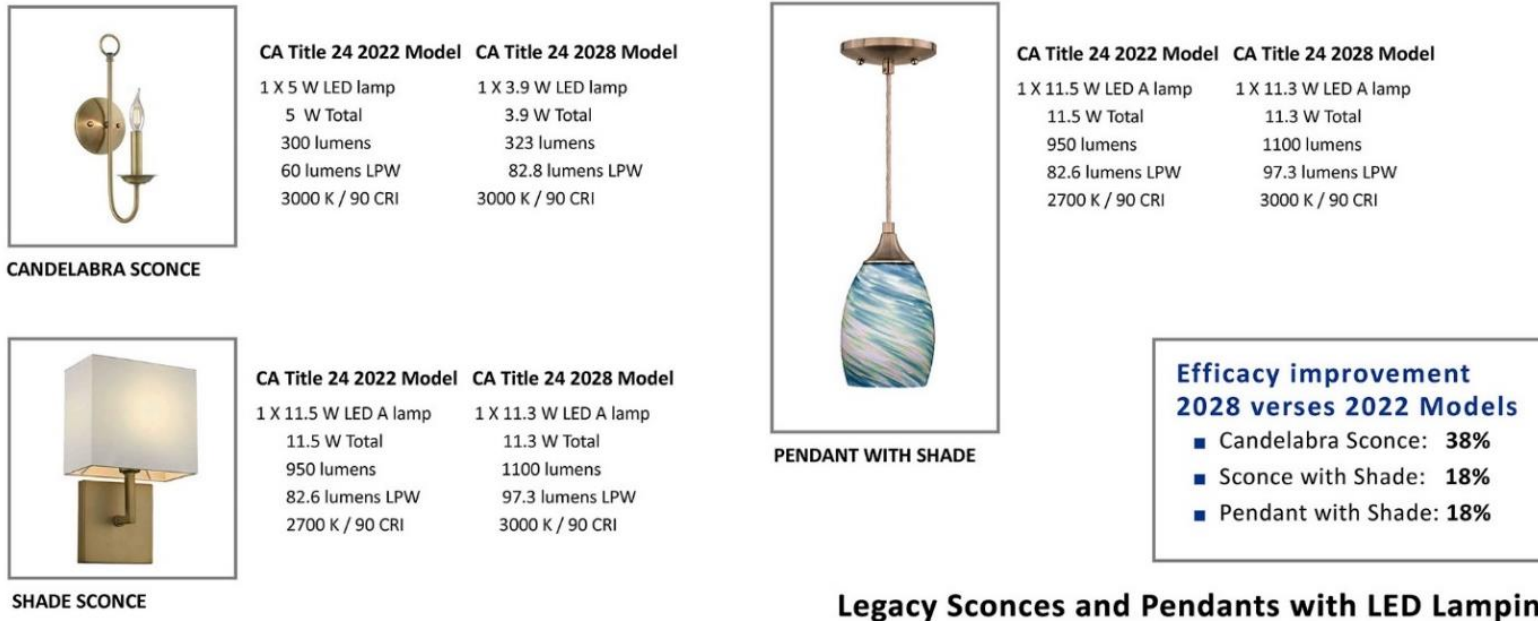 CA Title 24 2022 Model CA Title 24 2028 Model
1 X 5 W LED lamp 1 X 3.9 W LED lamp
5 W Total 3.9 W Total
300 lumens 323 lumens
60 lumens LPW 82.8 lumens LPW
3000 K / 90 CRI 3000 K / 90 CRI
CANDELABRA SCONCE
CA Title 24 2022 Model CA Title 24 2028 Model
1 X 11.5 W LED A lamp 1 X 11.3 W LED A lamp
11.5 W Total 11.3 W Total
950 lumens 1100 lumens
82.6 lumens LPW 97.3 lumens LPW
2700 K / 90 CRI 3000 K / 90 CRI
SHADE SCONCE
CA Title 24 2022 Model CA Title 24 2028 Model
1 X 11.5 W LED A lamp 1 X 11.3 W LED A lamp
11.5 W Total 11.3 W Total
950 lumens 1100 lumens
82.6 lumens LPW 97.3 lumens LPW
2700 K / 90 CRI 3000 K / 90 CRI
PENDANT WITH SHADE
Efficacy improvement
2028 verses 2022 Models
■ Candelabra Sconce: 38%
■ Sconce with Shade: 18%
■ Pendant with Shade: 18%
Legacy Sconces and Pendants with LED Lampin